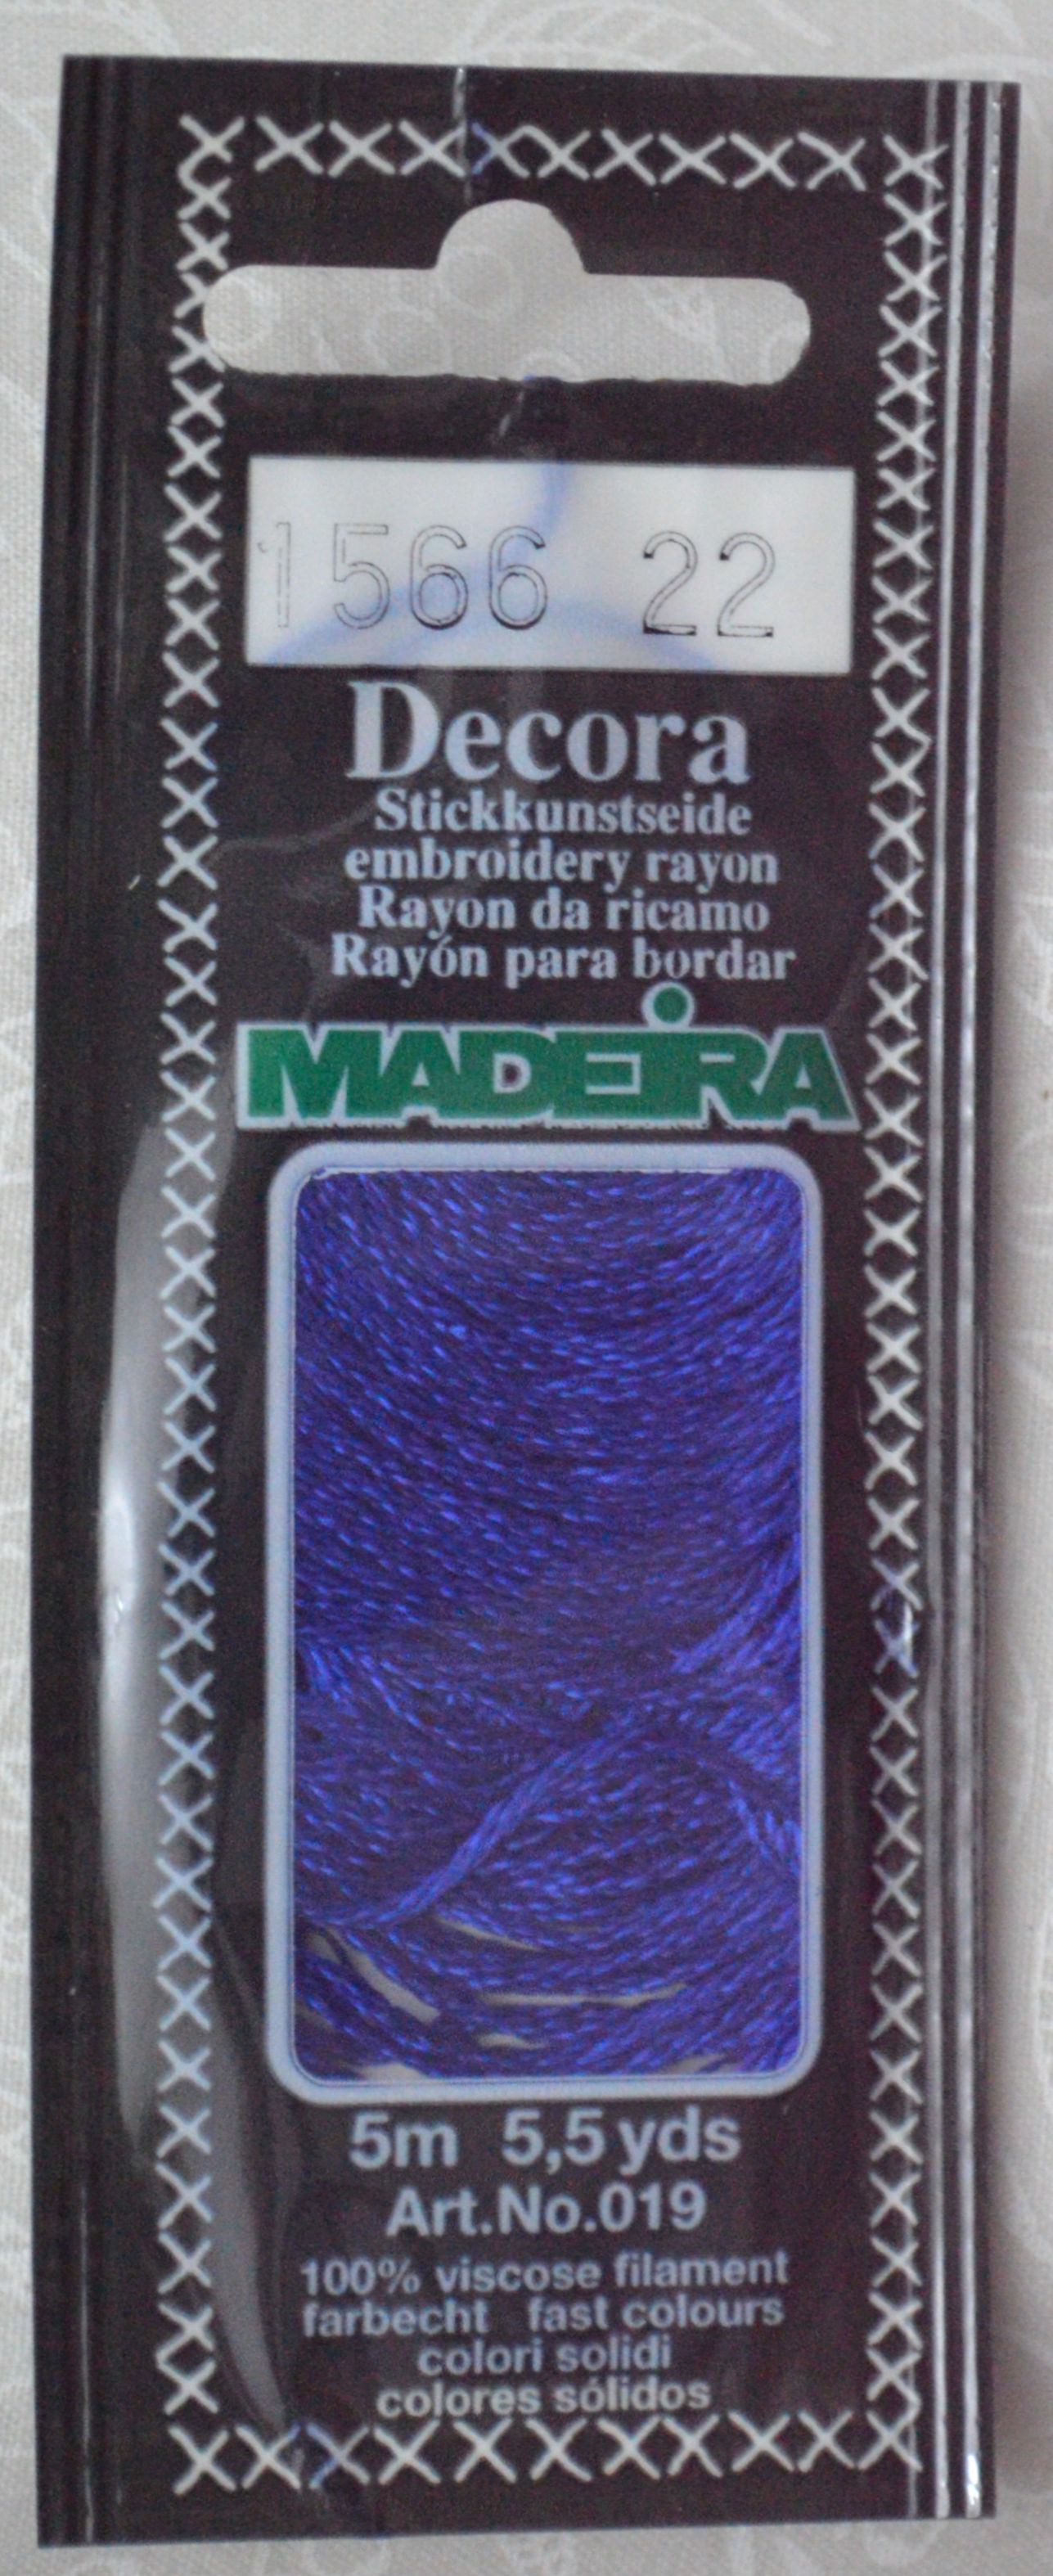 1566 22
Decora
Stickkunstseide
embroidery rayon
Rayon da ricamo
Rayón para bordar
MADEIRA
5m 5,5 yds
Art.No.019
100% viscose filament
farbecht fast colours
colori solidi
colores sólidos